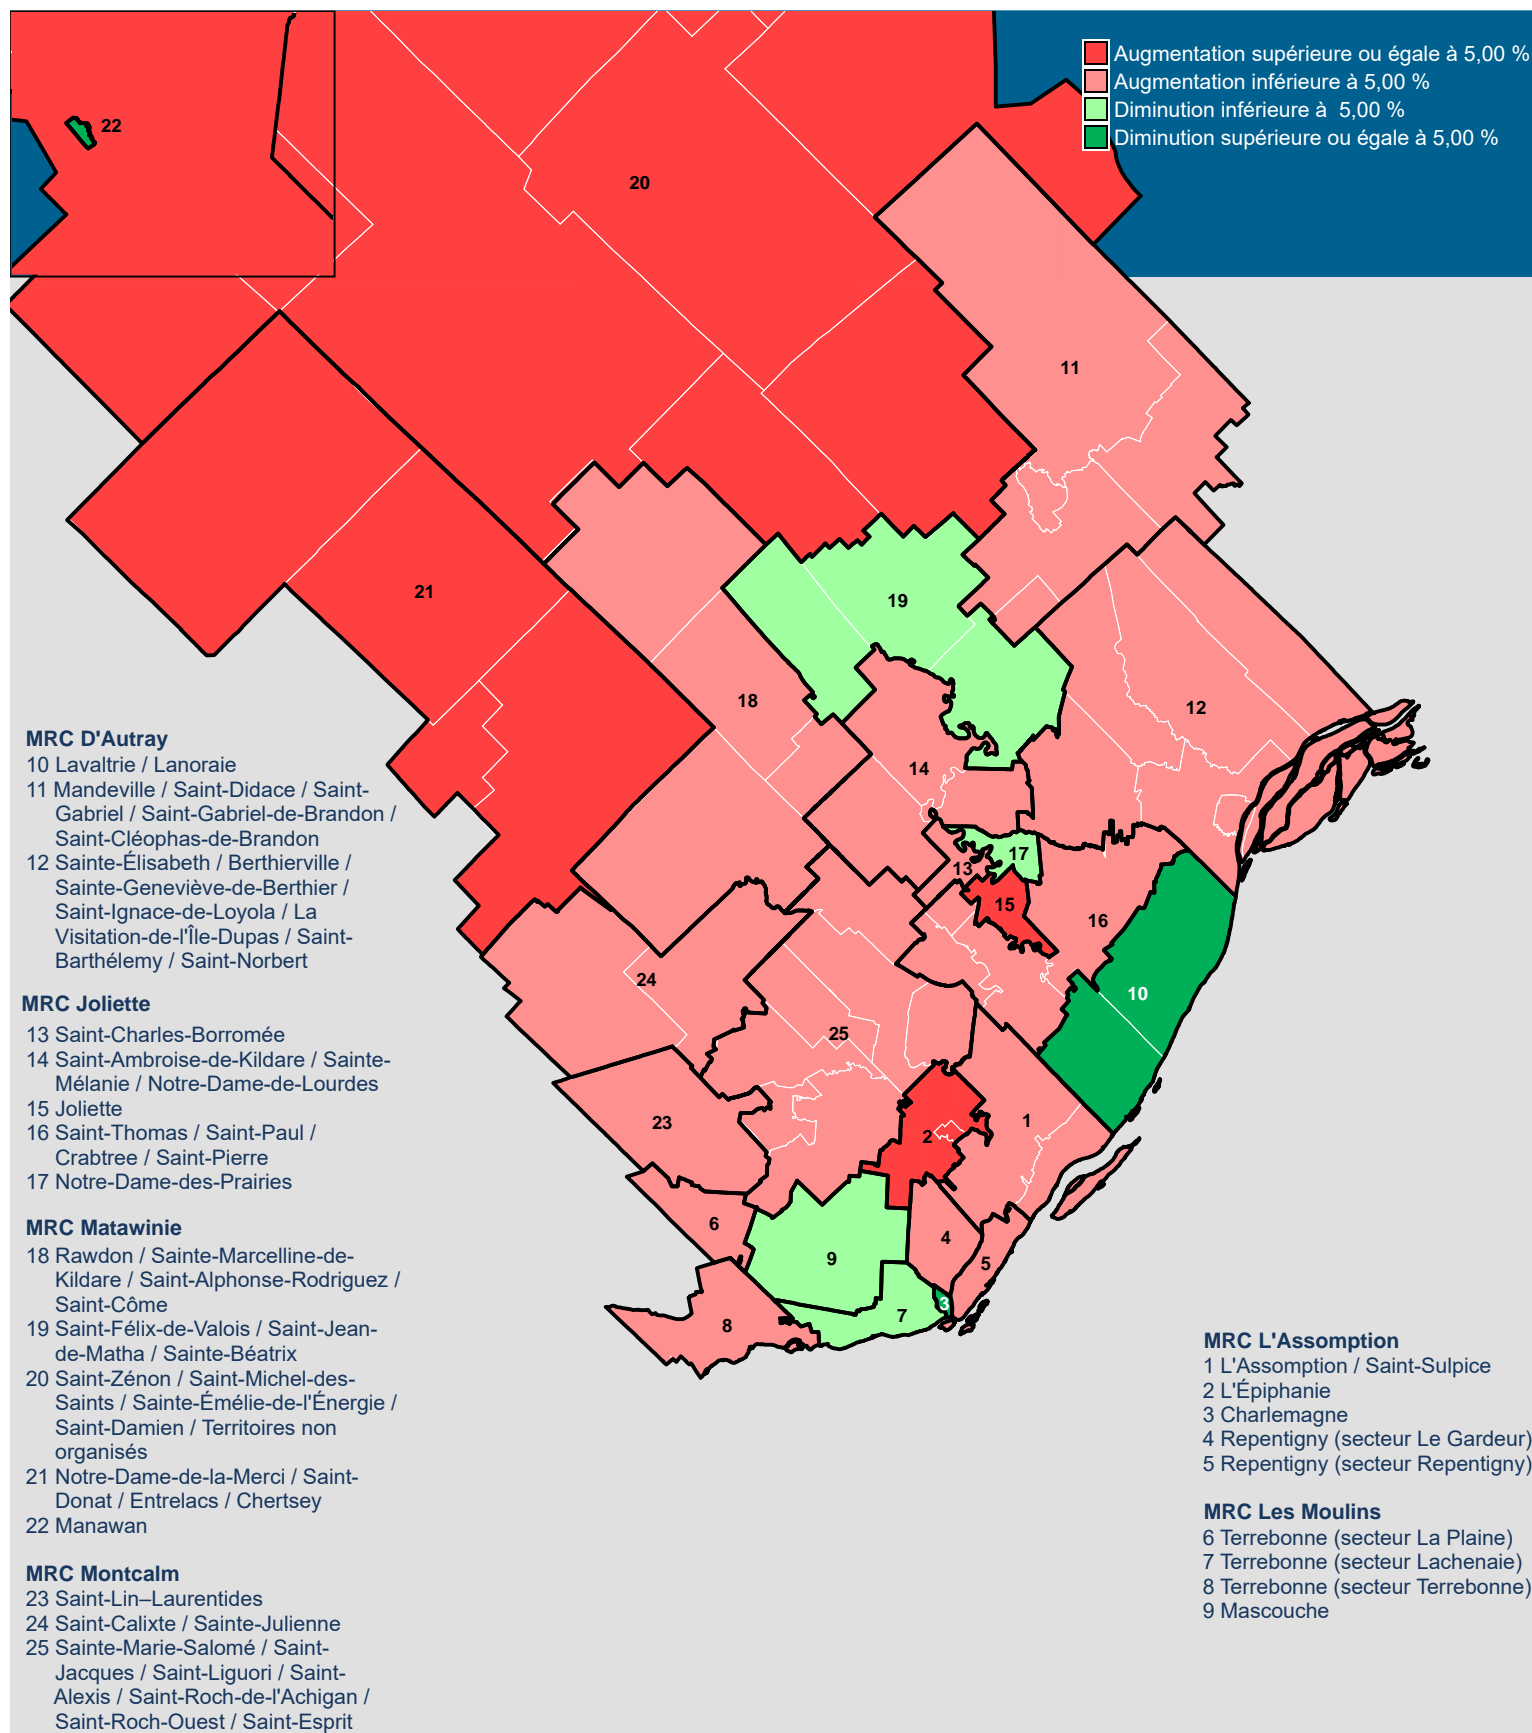 Augmentation supérieure ou égale à 5,00 %
Augmentation inférieure à 5,00 %
Diminution inférieure à  5,00 %
Diminution supérieure ou égale à 5,00 %
22
20
11
21
19
18
12
14
17
13
15
16
24
10
25
23
1
2
6
4
9
5
3
7
8
MRC D'Autray
10 Lavaltrie / Lanoraie
11 Mandeville / Saint-Didace / Saint-
Gabriel / Saint-Gabriel-de-Brandon /
Saint-Cléophas-de-Brandon
12 Sainte-Élisabeth / Berthierville /
Sainte-Geneviève-de-Berthier /
Saint-Ignace-de-Loyola / La
Visitation-de-l'Île-Dupas / Saint-
Barthélemy / Saint-Norbert
MRC Joliette
13 Saint-Charles-Borromée
14 Saint-Ambroise-de-Kildare / Sainte-
Mélanie / Notre-Dame-de-Lourdes
15 Joliette
16 Saint-Thomas / Saint-Paul /
Crabtree / Saint-Pierre
17 Notre-Dame-des-Prairies
MRC Matawinie
18 Rawdon / Sainte-Marcelline-de-
Kildare / Saint-Alphonse-Rodriguez /
Saint-Côme
19 Saint-Félix-de-Valois / Saint-Jean-
de-Matha / Sainte-Béatrix
20 Saint-Zénon / Saint-Michel-des-
Saints / Sainte-Émélie-de-l'Énergie /
Saint-Damien / Territoires non
organisés
21 Notre-Dame-de-la-Merci / Saint-
Donat / Entrelacs / Chertsey
22 Manawan
MRC Montcalm
23 Saint-Lin–Laurentides
24 Saint-Calixte / Sainte-Julienne
25 Sainte-Marie-Salomé / Saint-
Jacques / Saint-Liguori / Saint-
Alexis / Saint-Roch-de-l'Achigan /
Saint-Roch-Ouest / Saint-Esprit
MRC L'Assomption
1 L'Assomption / Saint-Sulpice
2 L'Épiphanie
3 Charlemagne
4 Repentigny (secteur Le Gardeur)
5 Repentigny (secteur Repentigny)
MRC Les Moulins
6 Terrebonne (secteur La Plaine)
7 Terrebonne (secteur Lachenaie)
8 Terrebonne (secteur Terrebonne)
9 Mascouche